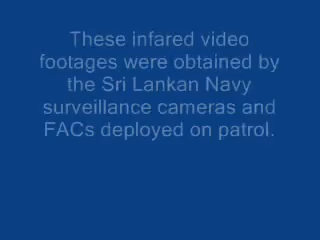 These infared video
footages were obtained by
the Sri Lankan Navy
surveillance cameras and
FACs deployed on patrol.